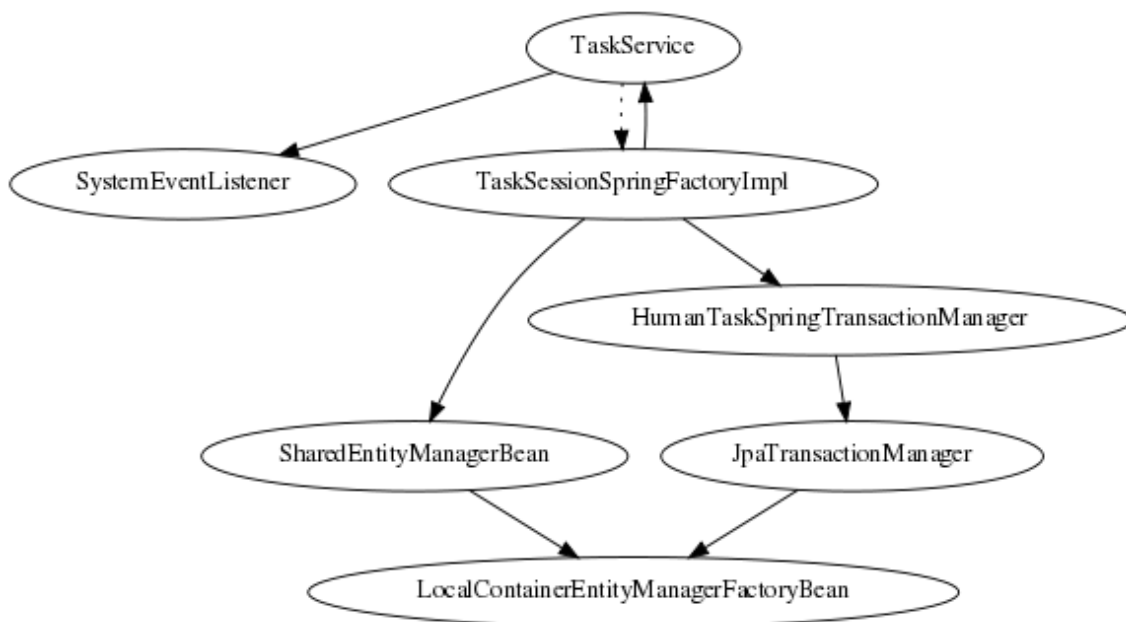 TaskService
SystemEventListener
TaskSessionSpringFactoryImpl
HumanTaskSpringTransactionManager
SharedEntityManagerBean
JpaTransactionManager
LocalContainerEntityManagerFactoryBean